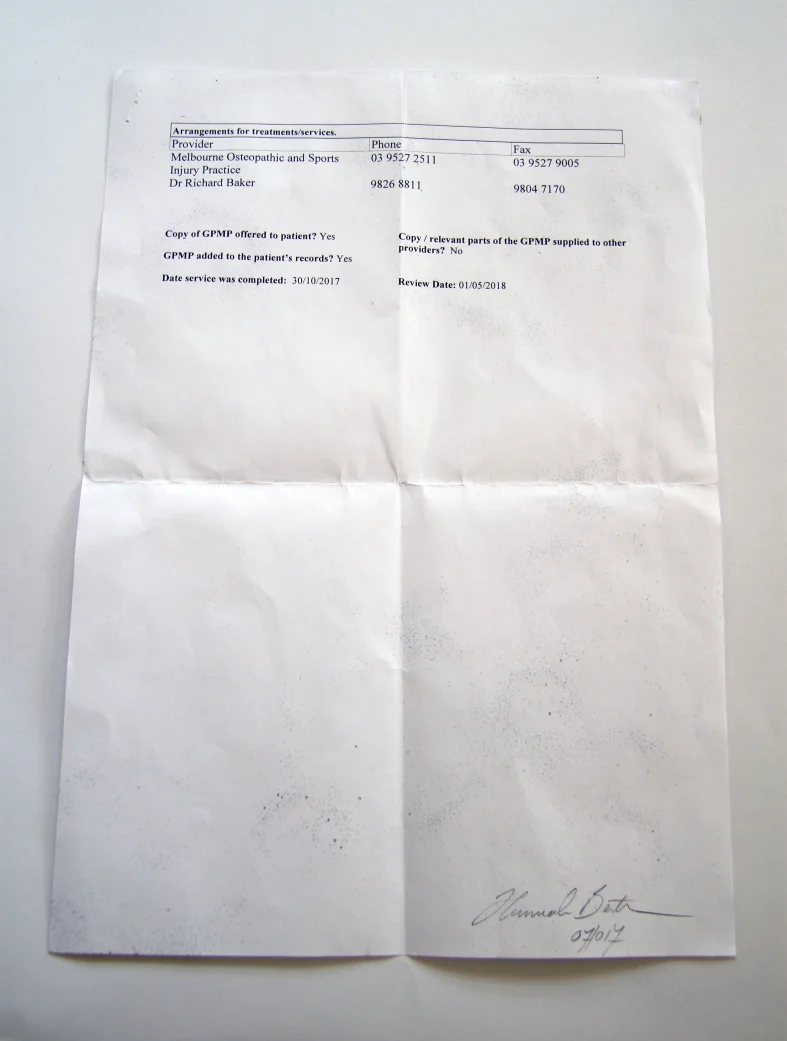 Arrangements for treatments/services.
Provider Phone Fax
Melbourne Osteopathic and Sports 03 9527 2511 03 9527 9005
Injury Practice
Dr Richard Baker 9826 8811 9804 7170
Copy of GPMP offered to patient? Yes
Copy / relevant parts of the GPMP supplied to other
providers? No
GPMP added to the patient's records? Yes
Date service was completed: 30/10/2017
Review Date: 01/05/2018
Hannah